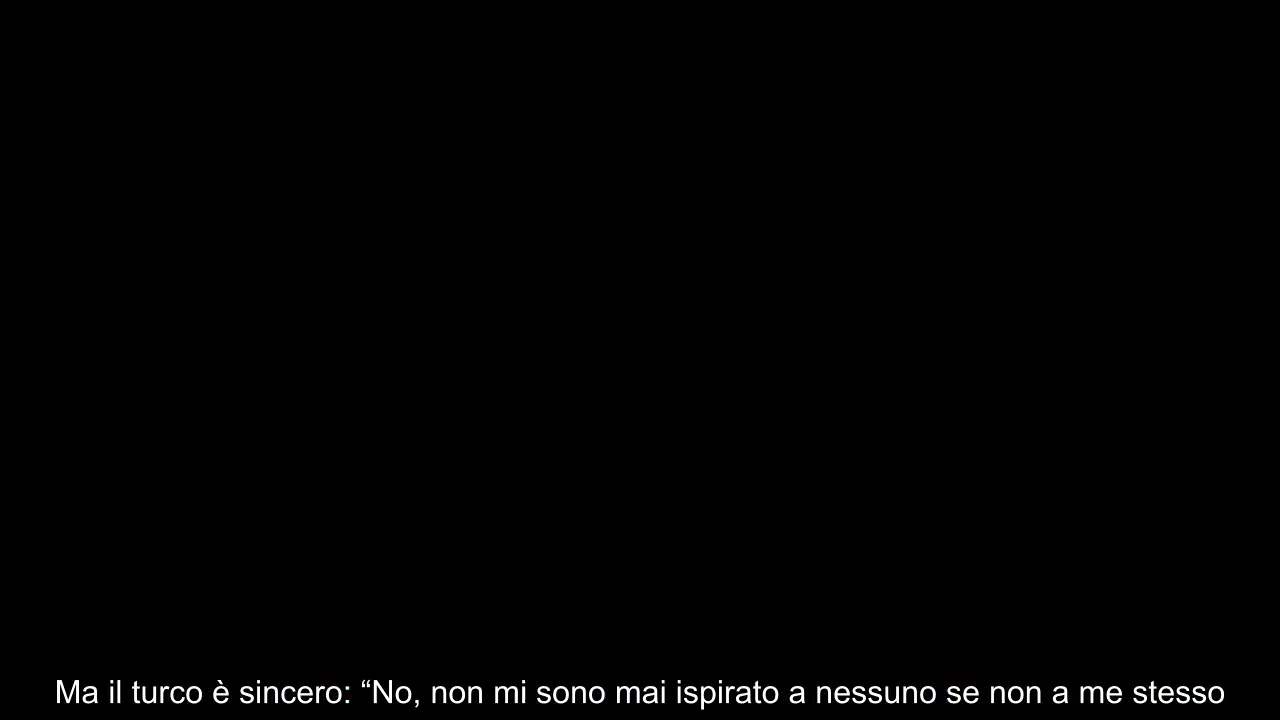 Ma il turco è sincero: “No, non mi sono mai ispirato a nessuno se non a me stesso